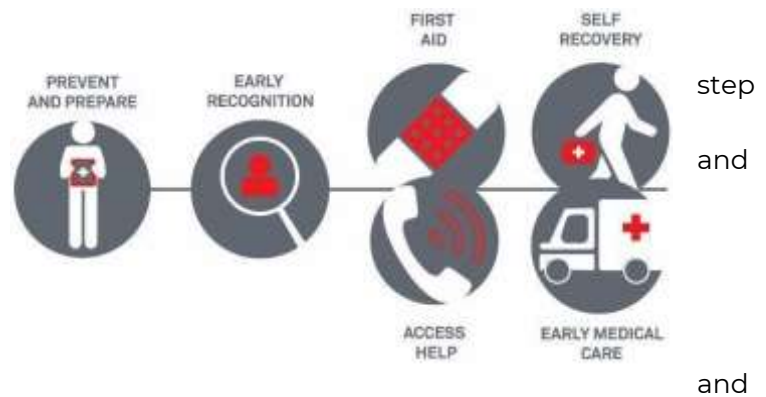 FIRST
AID
SELF
RECOVERY
PREVENT
AND PREPARE
EARLY
RECOGNITION
step
and
ACCESS
HELP
EARLY MEDICAL
CARE
and